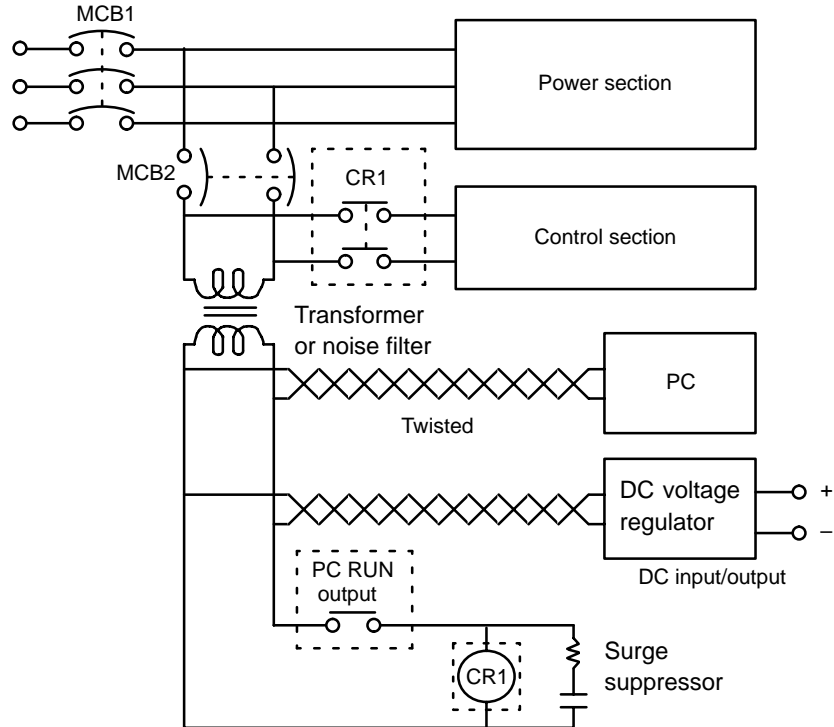 MCB1
Power section
MCB2
CR1
Control section
Transformer
or noise filter
PC
Twisted
DC voltage
regulator
+
–
DC input/output
PC RUN
output
CR1
Surge
suppressor